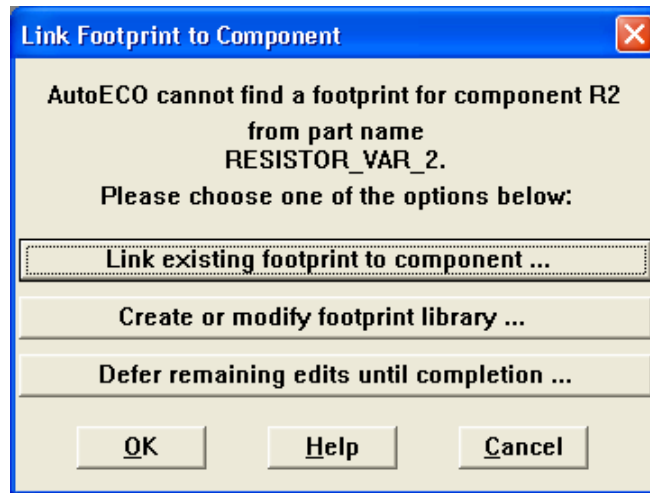 Link Footprint to Component
AutoECO cannot find a footprint for component R2
from part name
RESISTOR_VAR_2.
Please choose one of the options below:
Link existing footprint to component ...
Create or modify footprint library ...
Defer remaining edits until completion ...
OK Help Cancel